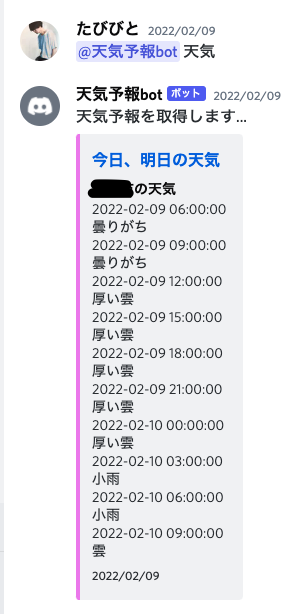 たびびと 2022/02/09
@天気予報bot 天気
天気予報bot ボット 2022/02/09
天気予報を取得します...
今日、明日の天気
の天気
2022-02-09 06:00:00
曇りがち
2022-02-09 09:00:00
曇りがち
2022-02-09 12:00:00
厚い雲
2022-02-09 15:00:00
厚い雲
2022-02-09 18:00:00
厚い雲
2022-02-09 21:00:00
厚い雲
2022-02-10 00:00:00
厚い雲
2022-02-10 03:00:00
小雨
2022-02-10 06:00:00
小雨
2022-02-10 09:00:00
雲
2022/02/09